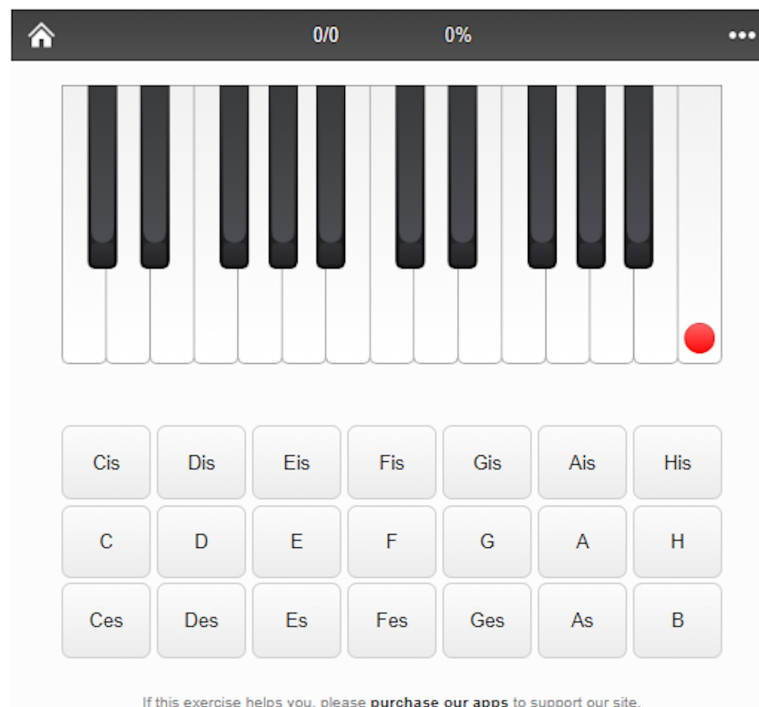 0/0 0%
Cis Dis Eis Fis Gis Ais His
C D E F G A H
Ces Des Es Fes Ges As B
If this exercise helps you, please purchase our apps to support our site.